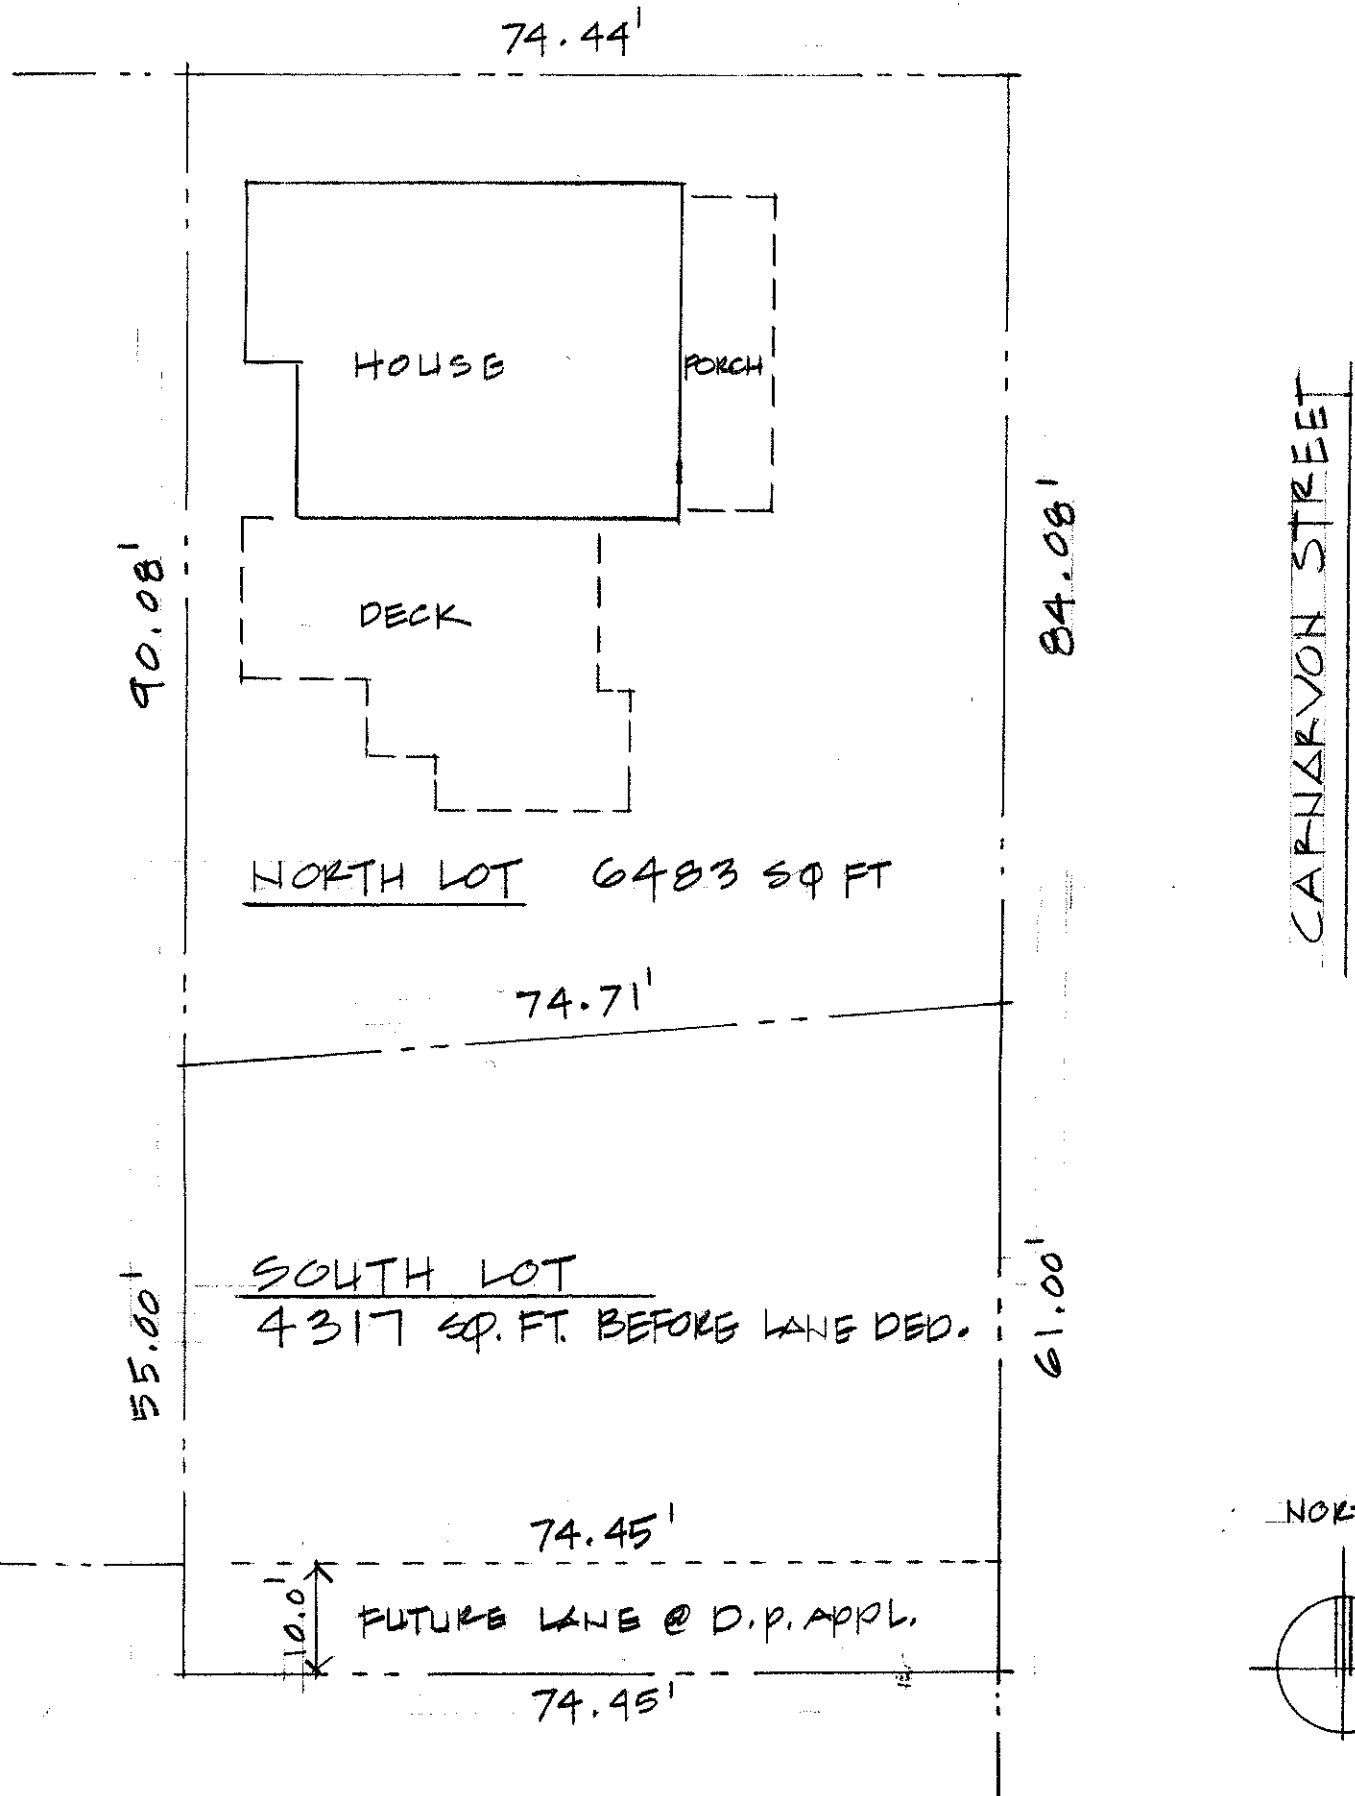 74.44'
HOUSE
PORCH
CARNARVON STREET
90.08'
84.08'
DECK
NORTH LOT 6483 SQ FT
74.71'
SOUTH LOT
4317 SQ. FT. BEFORE LANE DED.
55.00'
61.00'
74.45'
10.0'
FUTURE LANE @ D.P. APPL.
74.45'